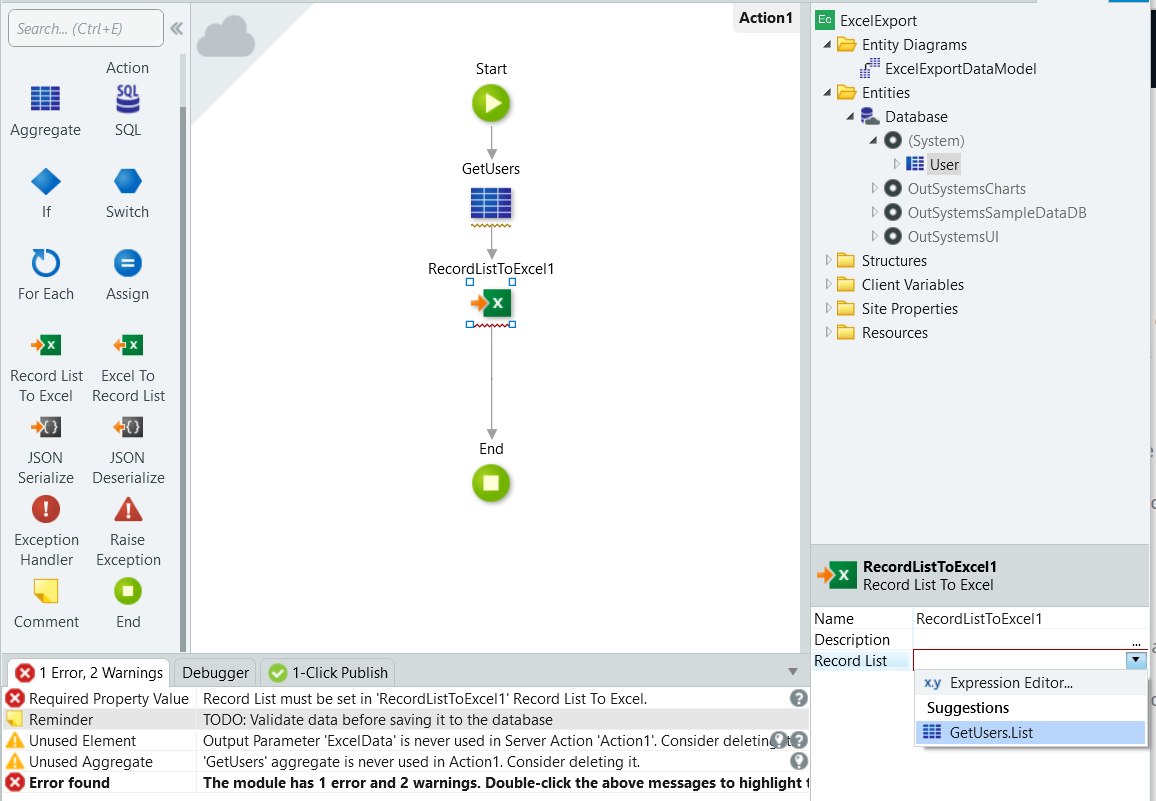 Search... (Ctrl+E)
Action
Aggregate
SQL
SQL
If
Switch
For Each
Assign
Record List
To Excel
Excel To
Record List
JSON
Serialize
JSON
Deserialize
Exception
Handler
Raise
Exception
Comment
End
Action1
Start
GetUsers
RecordListToExcel1
X
End
Ec ExcelExport
Entity Diagrams
ExcelExportDataModel
Entities
Database
(System)
User
OutSystemsCharts
OutSystemsSampleDataDB
OutSystemsUI
Structures
Client Variables
Site Properties
Resources
RecordListToExcel1
Record List To Excel
Name RecordListToExcel1
Description ...
Record List
x.y Expression Editor...
Suggestions
GetUsers.List
1 Error, 2 Warnings Debugger 1-Click Publish
Required Property Value Record List must be set in 'RecordListToExcel1' Record List To Excel.
Reminder TODO: Validate data before saving it to the database
Unused Element Output Parameter 'ExcelData' is never used in Server Action 'Action1'. Consider deleting
Unused Aggregate 'GetUsers' aggregate is never used in Action1. Consider deleting it.
Error found The module has 1 error and 2 warnings. Double-click the above messages to highlight